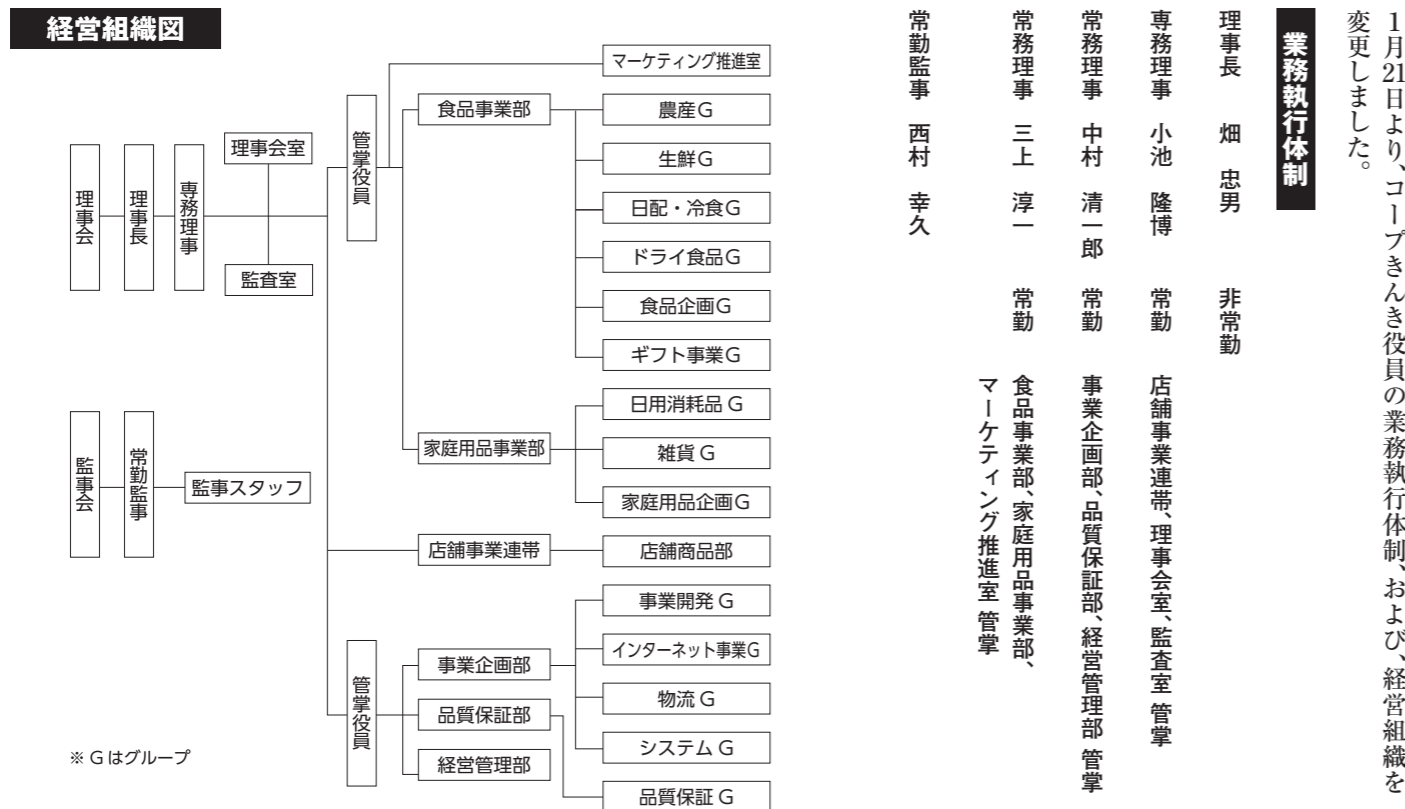 1月21日より、コープきんき役員の業務執行体制、および、経営組織を
変更しました。
業務執行体制
理事長 畑 忠男 非常勤
専務理事 小池 隆博 常勤 店舗事業連帯、理事会室、監査室 管掌
常務理事 中村 清一郎 常勤 事業企画部、品質保証部、経営管理部 管掌
常務理事 三上 淳一 常勤 食品事業部、家庭用品事業部、
マーケティング推進室 管掌
常勤監事 西村 幸久
経営組織図
理事会
理事長
専務理事
理事会室
監査室
管掌役員
マーケティング推進室
食品事業部
農産G
生鮮G
日配・冷食G
ドライ食品G
食品企画G
ギフト事業G
家庭用品事業部
日用消耗品 G
雑貨 G
家庭用品企画G
店舗事業連帯
店舗商品部
管掌役員
事業企画部
事業開発 G
インターネット事業G
物流 G
システム G
品質保証部
品質保証 G
経営管理部
監事会
常勤監事
監事スタッフ
※ G はグループ